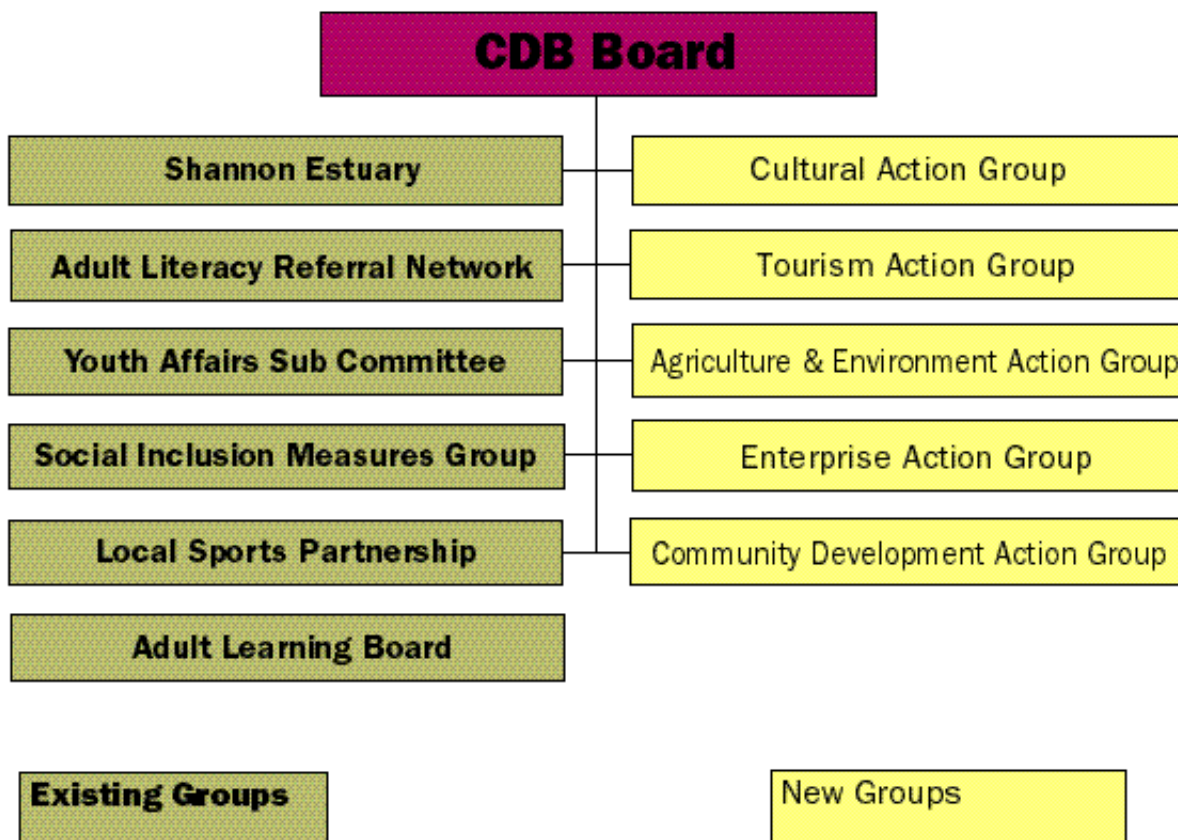 CDB Board
Shannon Estuary
Cultural Action Group
Adult Literacy Referral Network
Tourism Action Group
Youth Affairs Sub Committee
Agriculture & Environment Action Group
Social Inclusion Measures Group
Enterprise Action Group
Local Sports Partnership
Community Development Action Group
Adult Learning Board
Existing Groups
New Groups